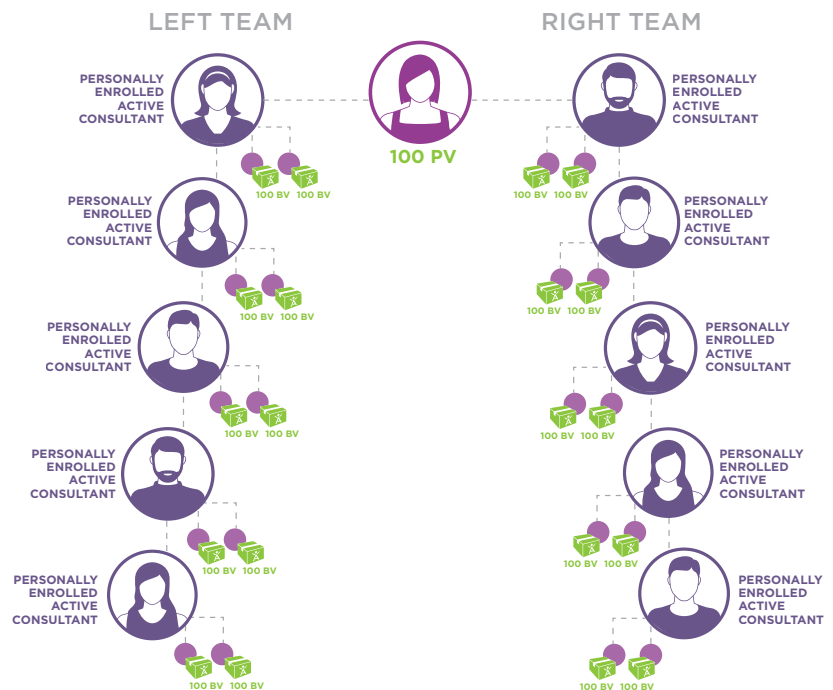 LEFT TEAM
RIGHT TEAM
PERSONALLY
ENROLLED
ACTIVE
CONSULTANT
100 PV
PERSONALLY
ENROLLED
ACTIVE
CONSULTANT
100 BV 100 BV
100 BV 100 BV
PERSONALLY
ENROLLED
ACTIVE
CONSULTANT
PERSONALLY
ENROLLED
ACTIVE
CONSULTANT
100 BV 100 BV
100 BV 100 BV
PERSONALLY
ENROLLED
ACTIVE
CONSULTANT
PERSONALLY
ENROLLED
ACTIVE
CONSULTANT
100 BV 100 BV
100 BV 100 BV
PERSONALLY
ENROLLED
ACTIVE
CONSULTANT
PERSONALLY
ENROLLED
ACTIVE
CONSULTANT
100 BV 100 BV
100 BV 100 BV
PERSONALLY
ENROLLED
ACTIVE
CONSULTANT
PERSONALLY
ENROLLED
ACTIVE
CONSULTANT
100 BV 100 BV
100 BV 100 BV